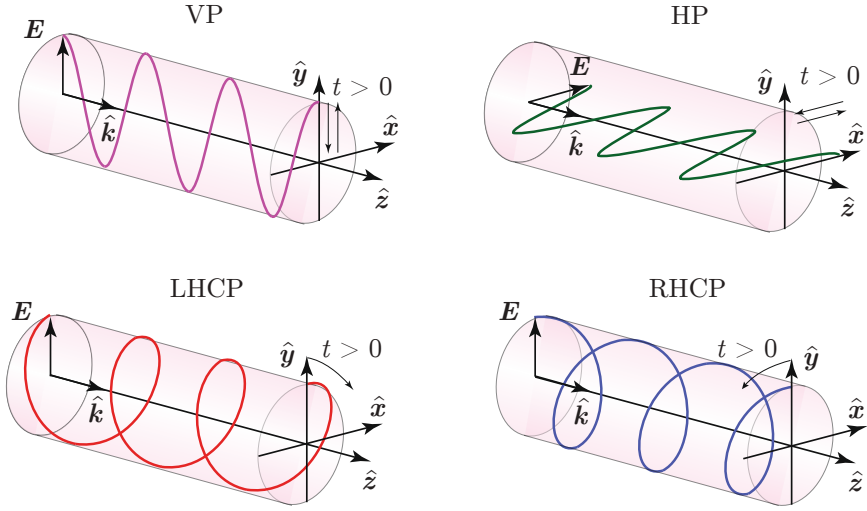 VP
E
k̂
ŷ
t > 0
x̂
ẑ
HP
E
k̂
ŷ
t > 0
x̂
ẑ
LHCP
E
k̂
ŷ
t > 0
x̂
ẑ
RHCP
E
k̂
t > 0
ŷ
x̂
ẑ